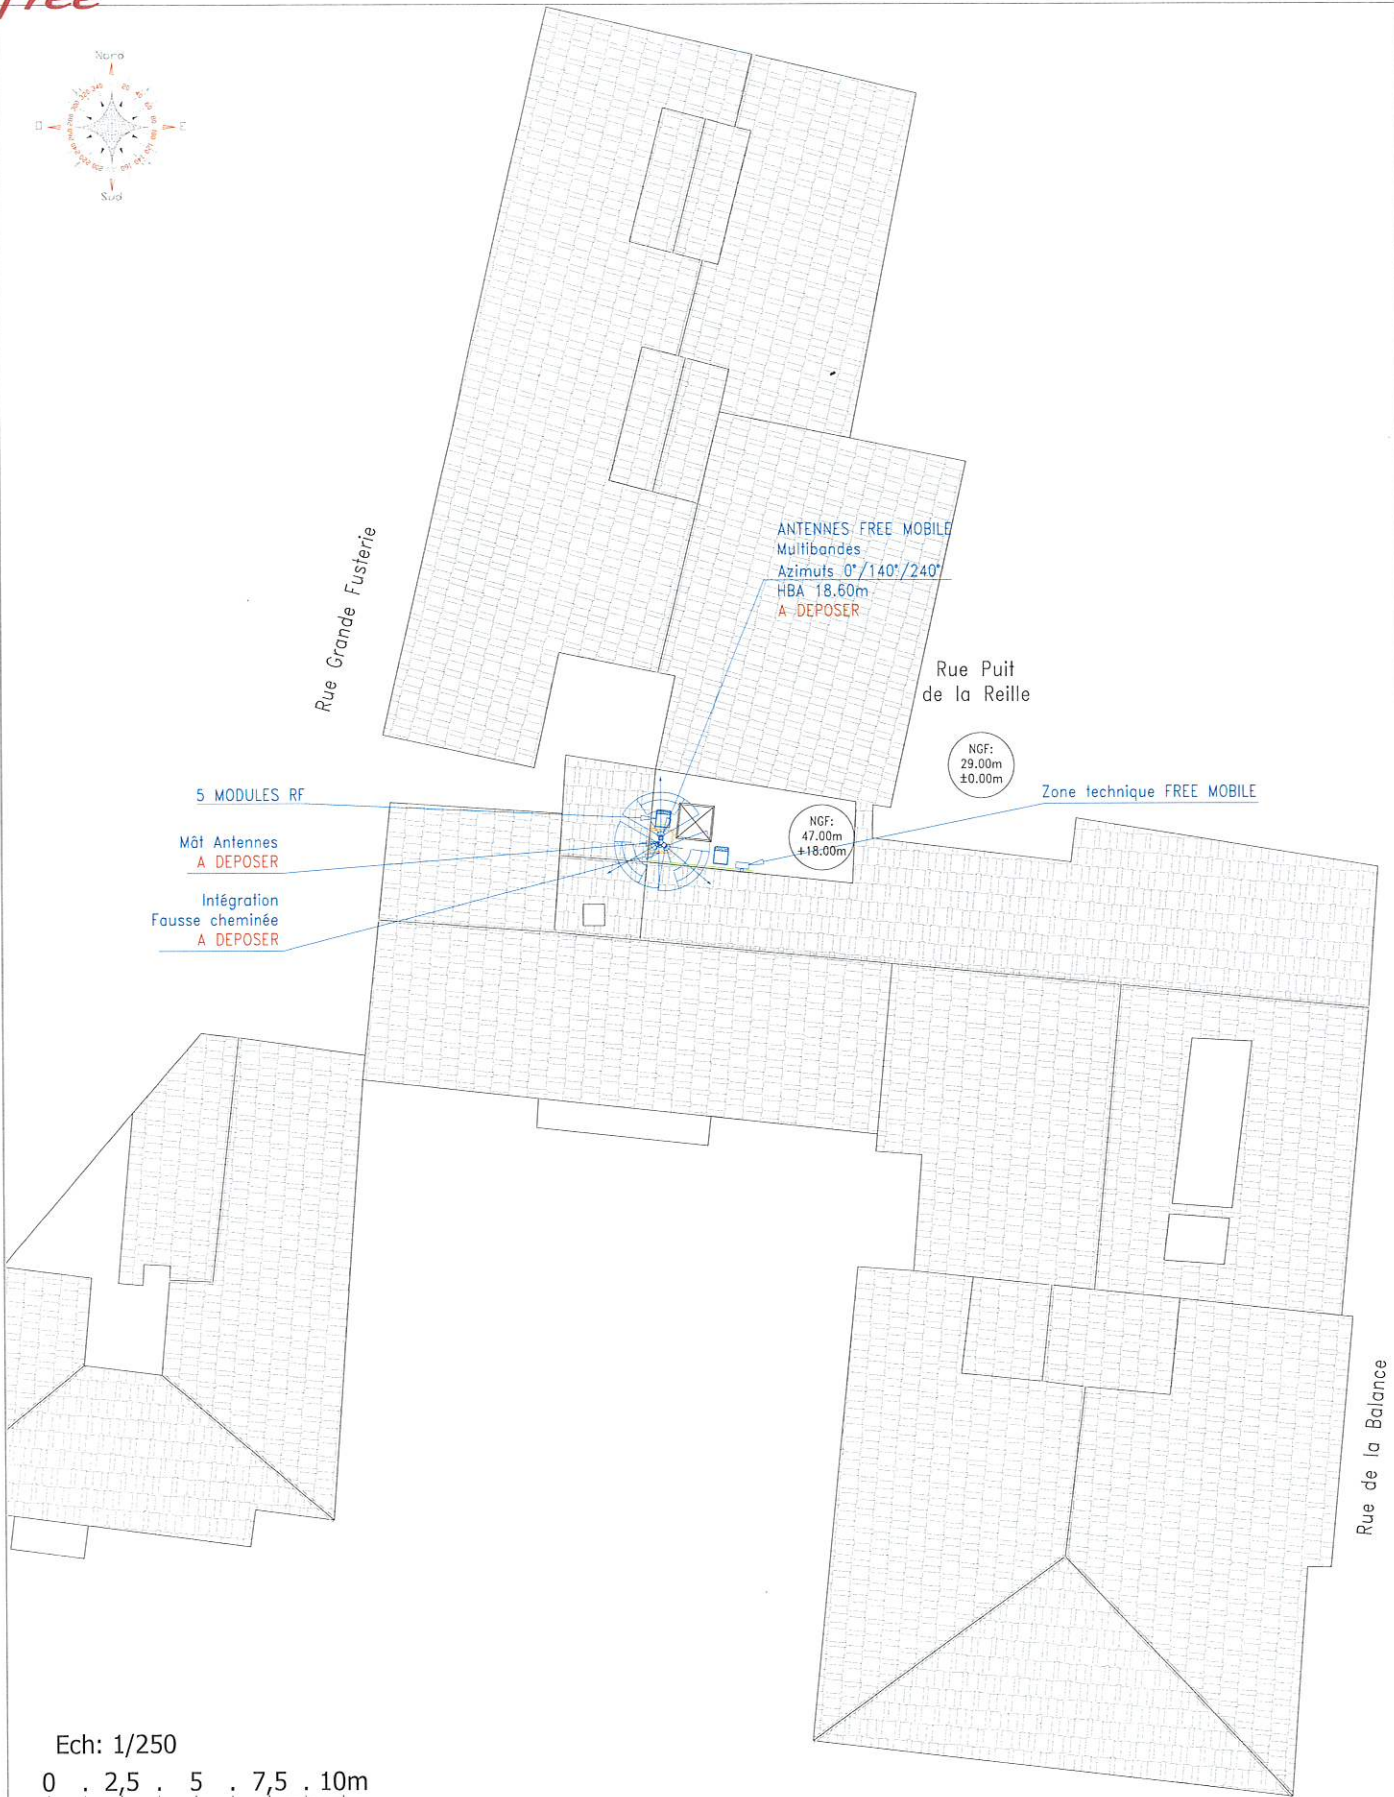 free
Nord
E
Sud
ANTENNES FREE MOBILE
Multibandes
Azimuts 0°/140°/240°
HBA 18.60m
A DEPOSER
Rue Grande Fusterie
Rue Puit
de la Reille
NGF:
29.00m
±0.00m
5 MODULES RF
Zone technique FREE MOBILE
NGF:
47.00m
+18.00m
Mât Antennes
A DEPOSER
Intégration
Fausse cheminée
A DEPOSER
Rue de la Balance
Ech: 1/250
0 . 2,5 . 5 . 7,5 . 10m